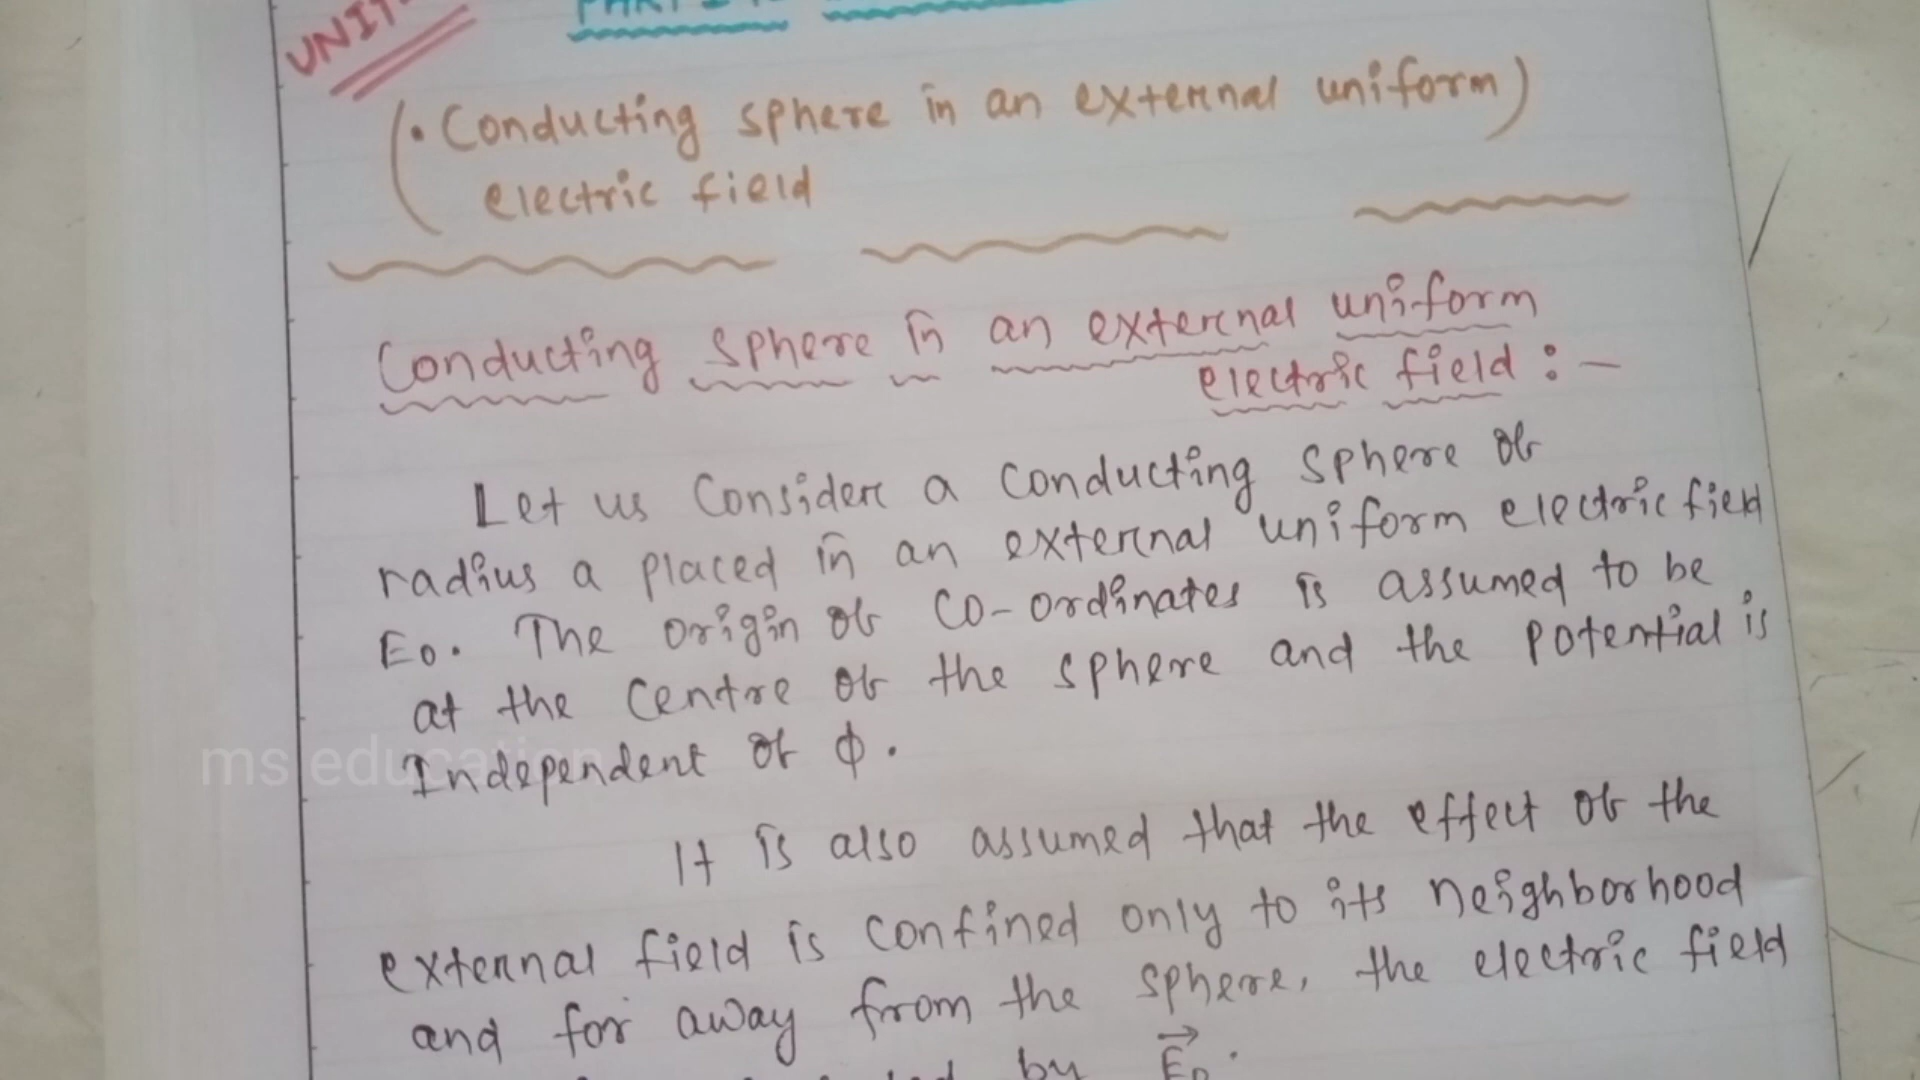 UNIT
(• Conducting sphere in an external uniform)
electric field
Conducting sphere in an external uniform
electric field :-
Let us Consider a conducting sphere of
radius a placed in an external uniform electric field
E0. The origin of co-ordinates is assumed to be
at the centre of the sphere and the potential is
Independent of ϕ.
It is also assumed that the effect of the
external field is confined only to its neighborhood
and for away from the sphere, the electric field
by E⃗0.
ms education